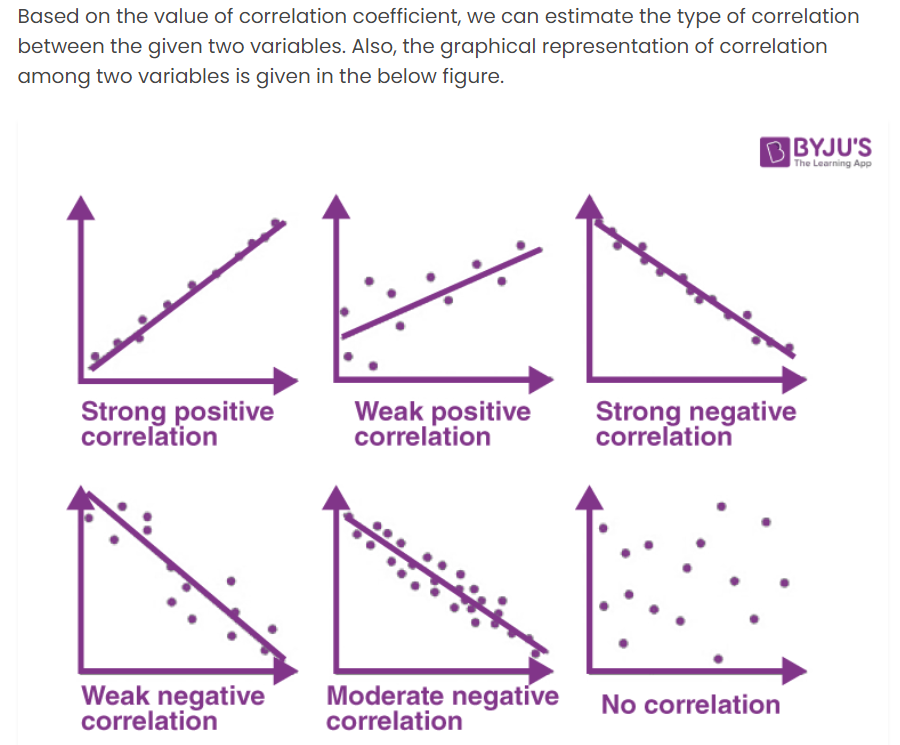 Based on the value of correlation coefficient, we can estimate the type of correlation
between the given two variables. Also, the graphical representation of correlation
among two variables is given in the below figure.
BYJU'S
The Learning App
Strong positive
correlation
Weak positive
correlation
Strong negative
correlation
Weak negative
correlation
Moderate negative
correlation
No correlation